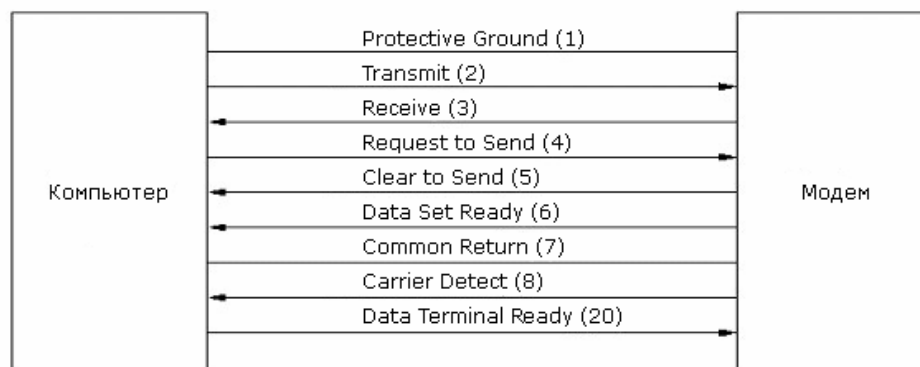 Protective Ground (1)
Transmit (2)
Receive (3)
Request to Send (4)
Компьютер
Clear to Send (5)
Модем
Data Set Ready (6)
Common Return (7)
Carrier Detect (8)
Data Terminal Ready (20)